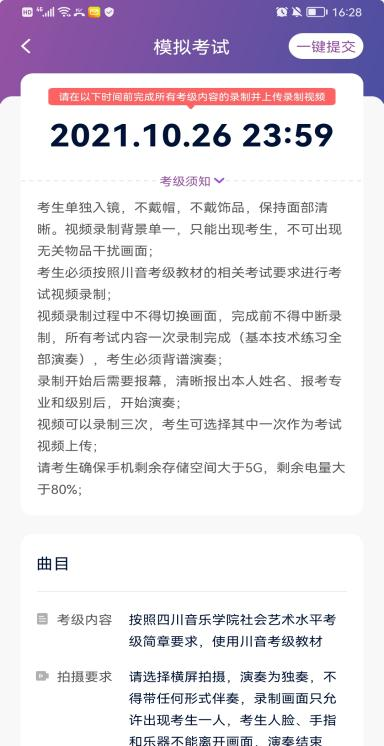 16:28
模拟考试
一键提交
请在以下时间前完成所有考级内容的录制并上传录制视频
2021.10.26 23:59
考级须知
考生单独入镜，不戴帽，不戴饰品，保持面部清
晰。视频录制背景单一，只能出现考生，不可出现
无关物品干扰画面；
考生必须按照川音考级教材的相关考试要求进行考
试视频录制；
视频录制过程中不得切换画面，完成前不得中断录
制，所有考试内容一次录制完成（基本技术练习全
部演奏），考生必须背谱演奏；
录制开始后需要报幕，清晰报出本人姓名、报考专
业和级别后，开始演奏；
视频可以录制三次，考生可选择其中一次作为考试
视频上传；
请考生确保手机剩余存储空间大于5G，剩余电量大
于80%;
曲目
考级内容 按照四川音乐学院社会艺术水平考
级简章要求，使用川音考级教材
拍摄要求 请选择横屏拍摄，演奏为独奏，不
得带任何形式伴奏，录制画面只允
许出现考生一人，考生人脸、手指
和乐器不能离开画面，演奏结束